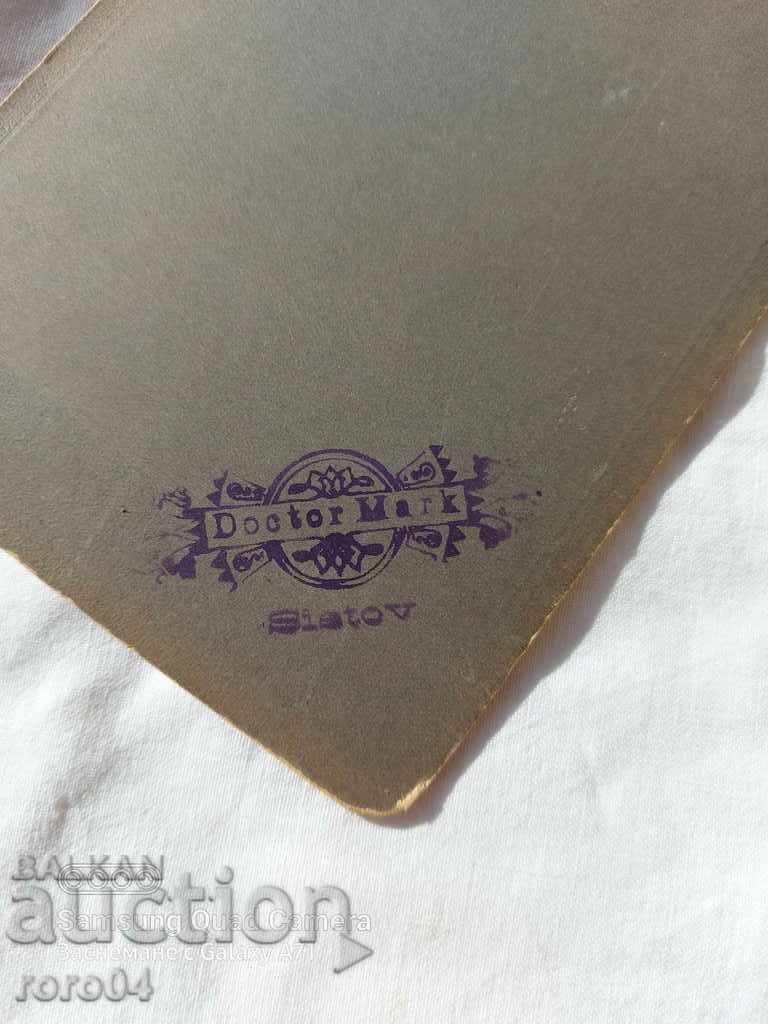 Doctor Mark
Sistov
BALKAN
auction
Samsung Quad Camera
Заснемане с Galaxy A71
roro04